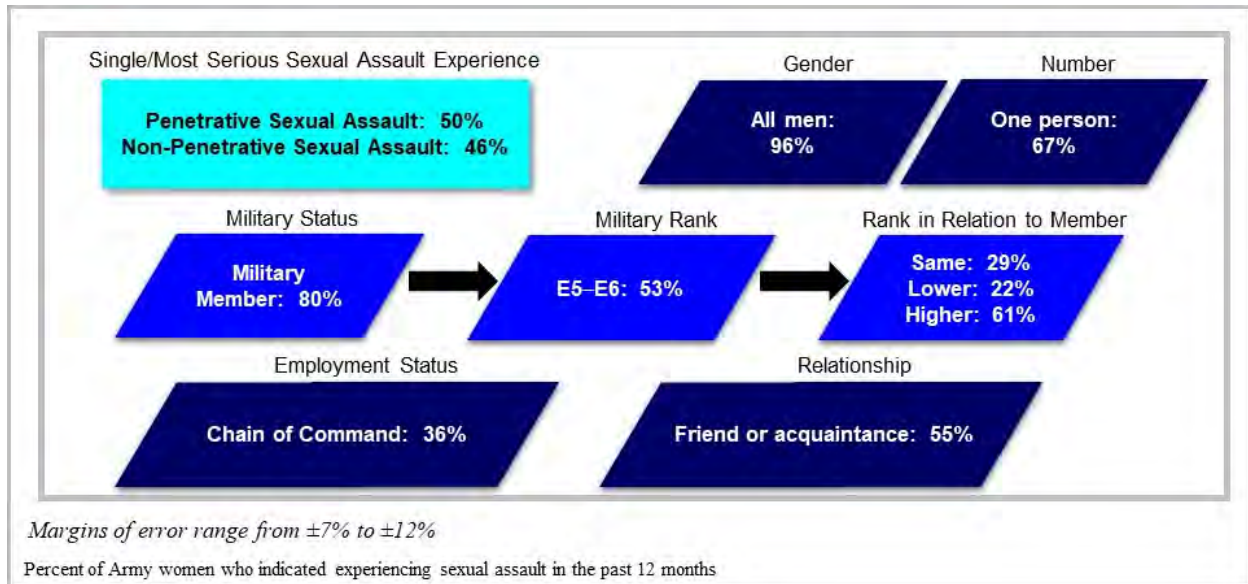 Single/Most Serious Sexual Assault Experience
Penetrative Sexual Assault: 50%
Non-Penetrative Sexual Assault: 46%
Gender
All men:
96%
Number
One person:
67%
Military Status
Military
Member: 80%
Military Rank
E5–E6: 53%
Rank in Relation to Member
Same: 29%
Lower: 22%
Higher: 61%
Employment Status
Chain of Command: 36%
Relationship
Friend or acquaintance: 55%
Margins of error range from ±7% to ±12%
Percent of Army women who indicated experiencing sexual assault in the past 12 months